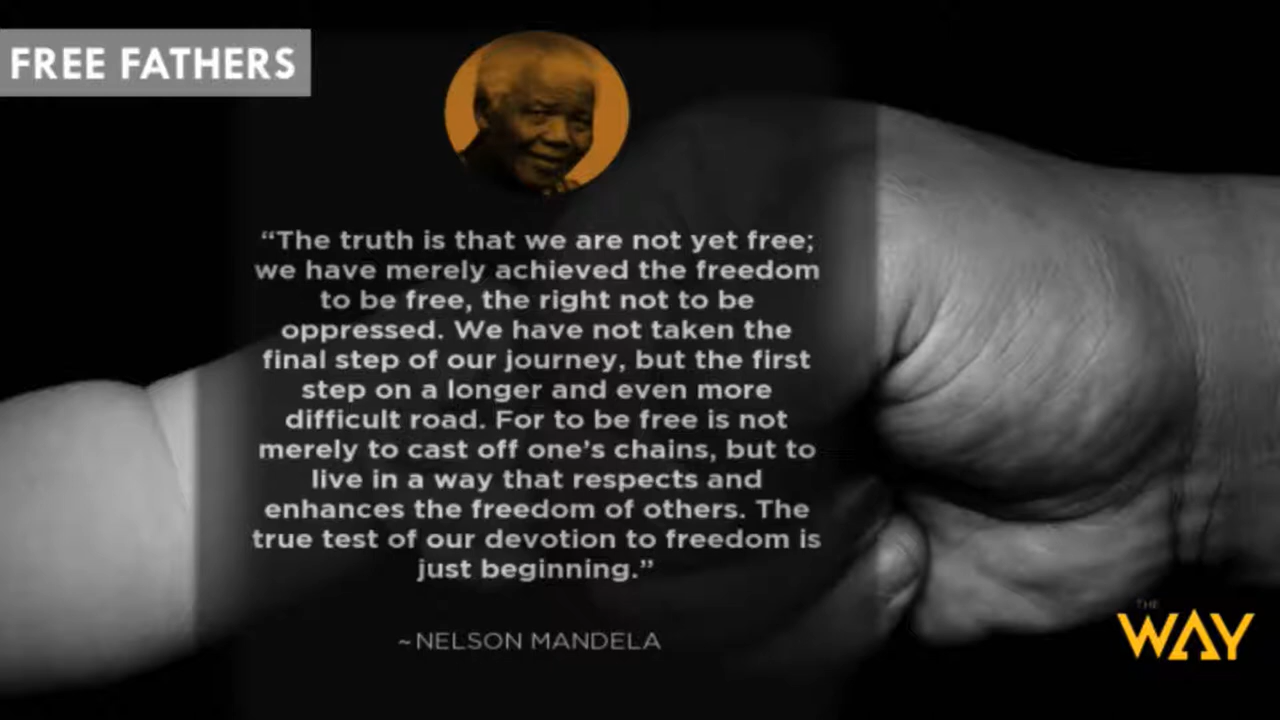 FREE FATHERS
“The truth is that we are not yet free;
we have merely achieved the freedom
to be free, the right not to be
oppressed. We have not taken the
final step of our journey, but the first
step on a longer and even more
difficult road. For to be free is not
merely to cast off one’s chains, but to
live in a way that respects and
enhances the freedom of others. The
true test of our devotion to freedom is
just beginning.”
~NELSON MANDELA
THE
WAY